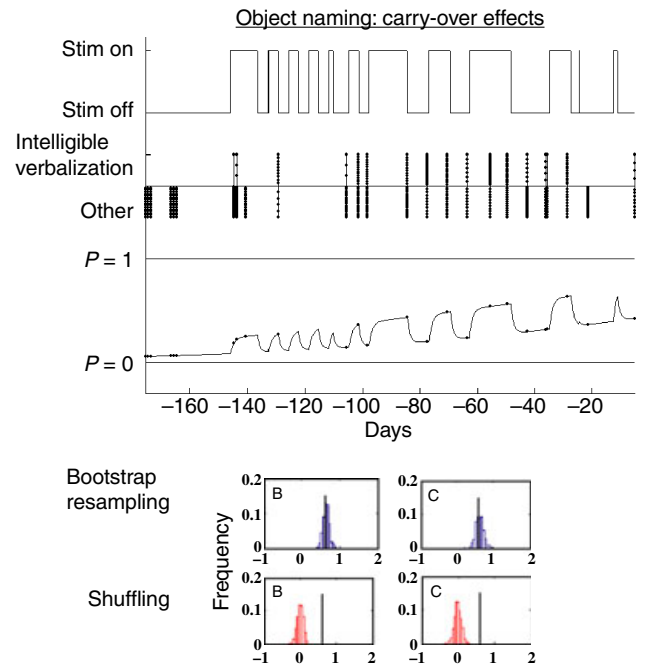 Object naming: carry-over effects
Stim on
Stim off
Intelligible
verbalization
Other
P = 1
P = 0
−160 −140 −120 −100 −80 −60 −40 −20
Days
Bootstrap
resampling
Shuffling
Frequency
B
0.2
0.1
0
−1 0 1 2
C
0.2
0.1
0
−1 0 1 2
B
0.2
0.1
0
−1 0 1 2
C
0.2
0.1
0
−1 0 1 2